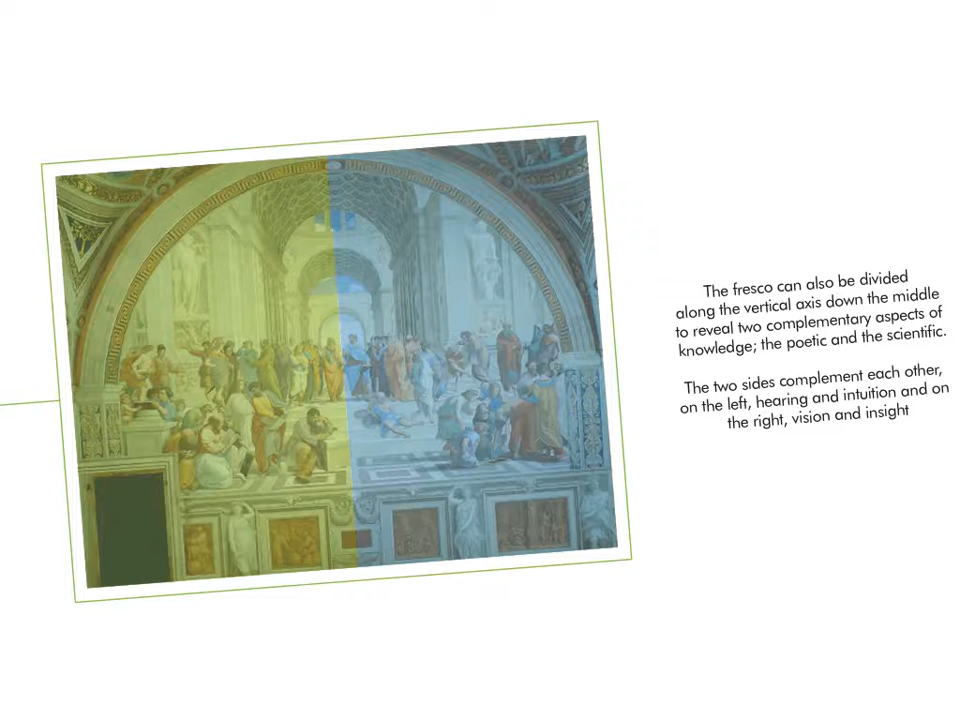 The fresco can also be divided
along the vertical axis down the middle
to reveal two complementary aspects of
knowledge; the poetic and the scientific.
The two sides complement each other,
on the left, hearing and intuition and on
the right, vision and insight